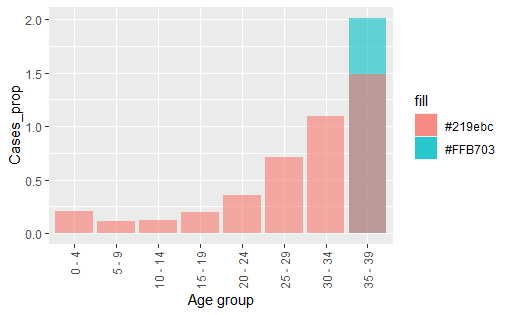 2.0
1.5
1.0
0.5
0.0
Cases_prop
0 - 4
5 - 9
10 - 14
15 - 19
20 - 24
25 - 29
30 - 34
35 - 39
Age group
fill
#219ebc
#FFB703